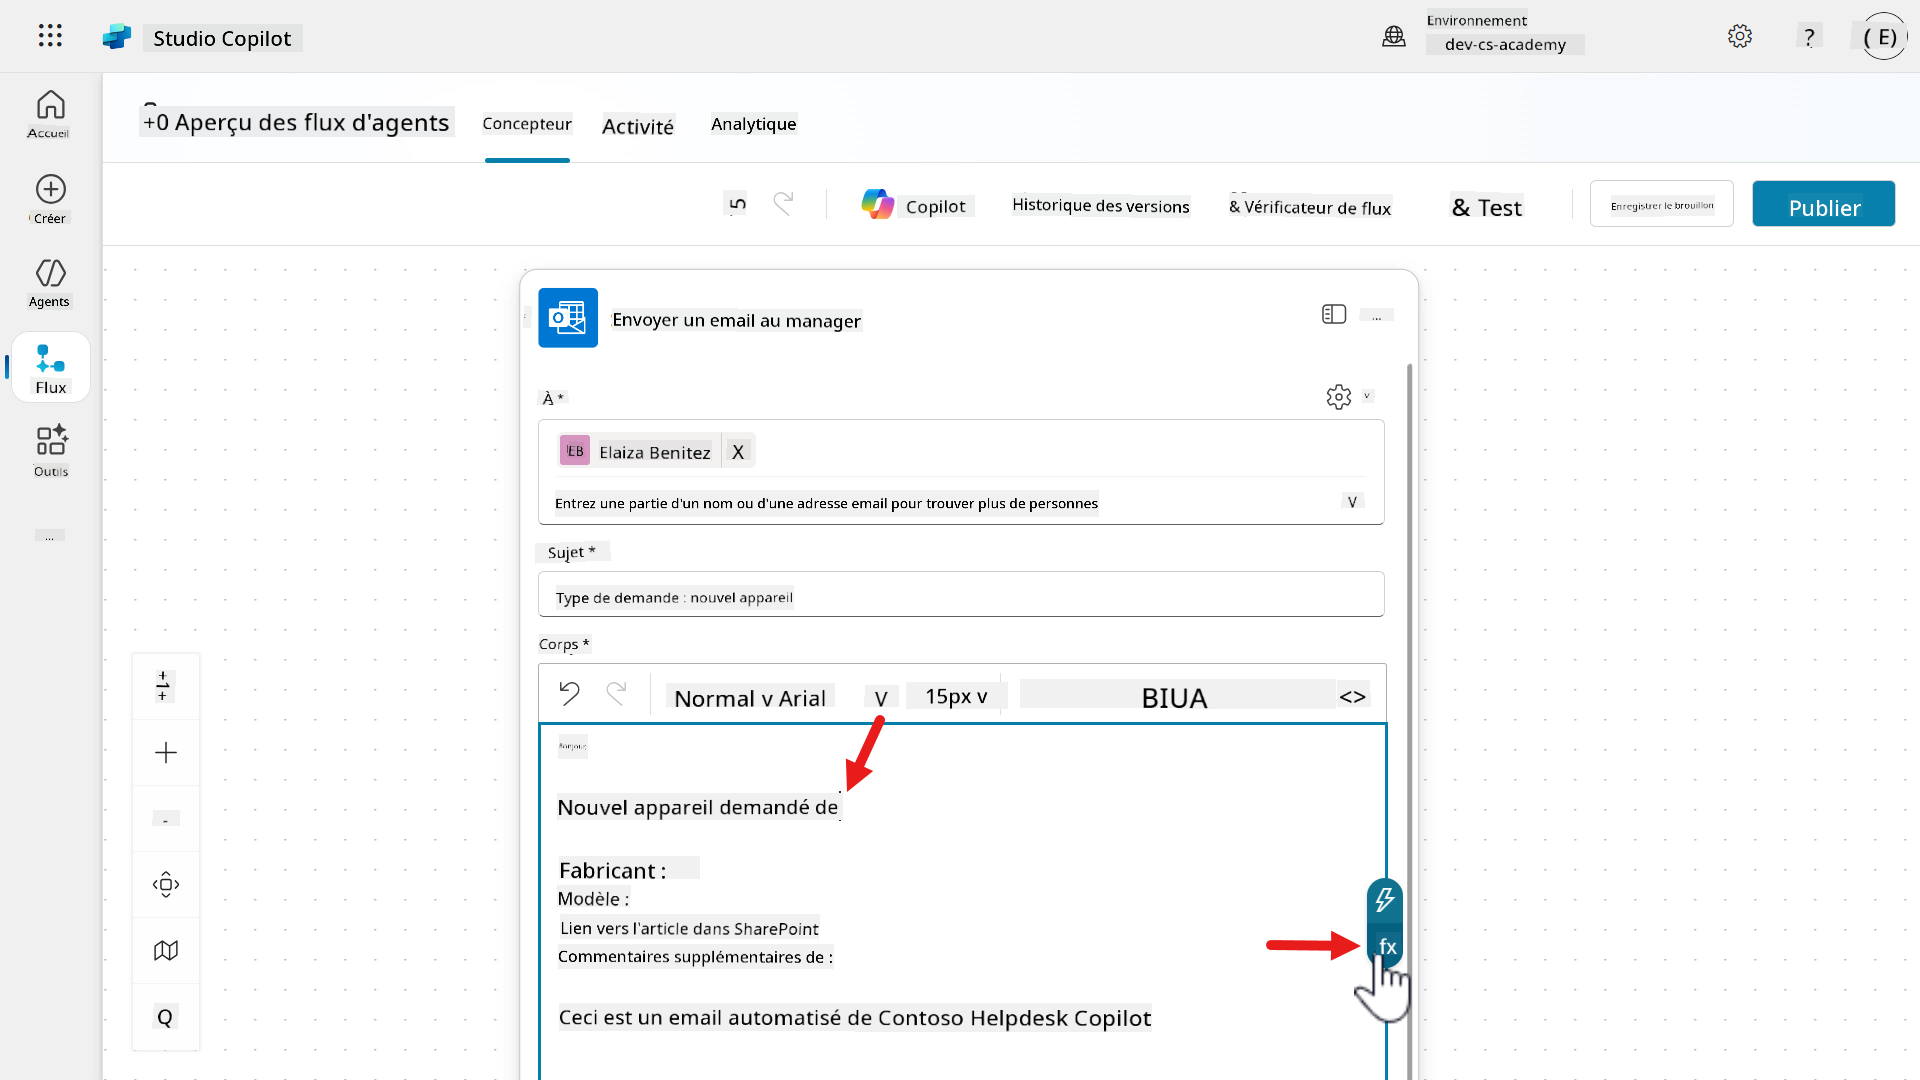 Studio Copilot
Environnement
dev-cs-academy
?
( E)
+0 Aperçu des flux d'agents
Concepteur
Activité
Analytique
Accueil
Créer
Agents
Flux
Outils
...
5
Copilot
Historique des versions
& Vérificateur de flux
& Test
Enregistrer le brouillon
Publier
Envoyer un email au manager
...
À *
v
EB
Elaiza Benitez
X
Entrez une partie d'un nom ou d'une adresse email pour trouver plus de personnes
V
Sujet *
Type de demande : nouvel appareil
Corps *
Normal v Arial
V
15px v
BIUA
<>
Bonjour,
Nouvel appareil demandé de
Fabricant :
Modèle :
Lien vers l'article dans SharePoint
Commentaires supplémentaires de :
Ceci est un email automatisé de Contoso Helpdesk Copilot
fx
Q